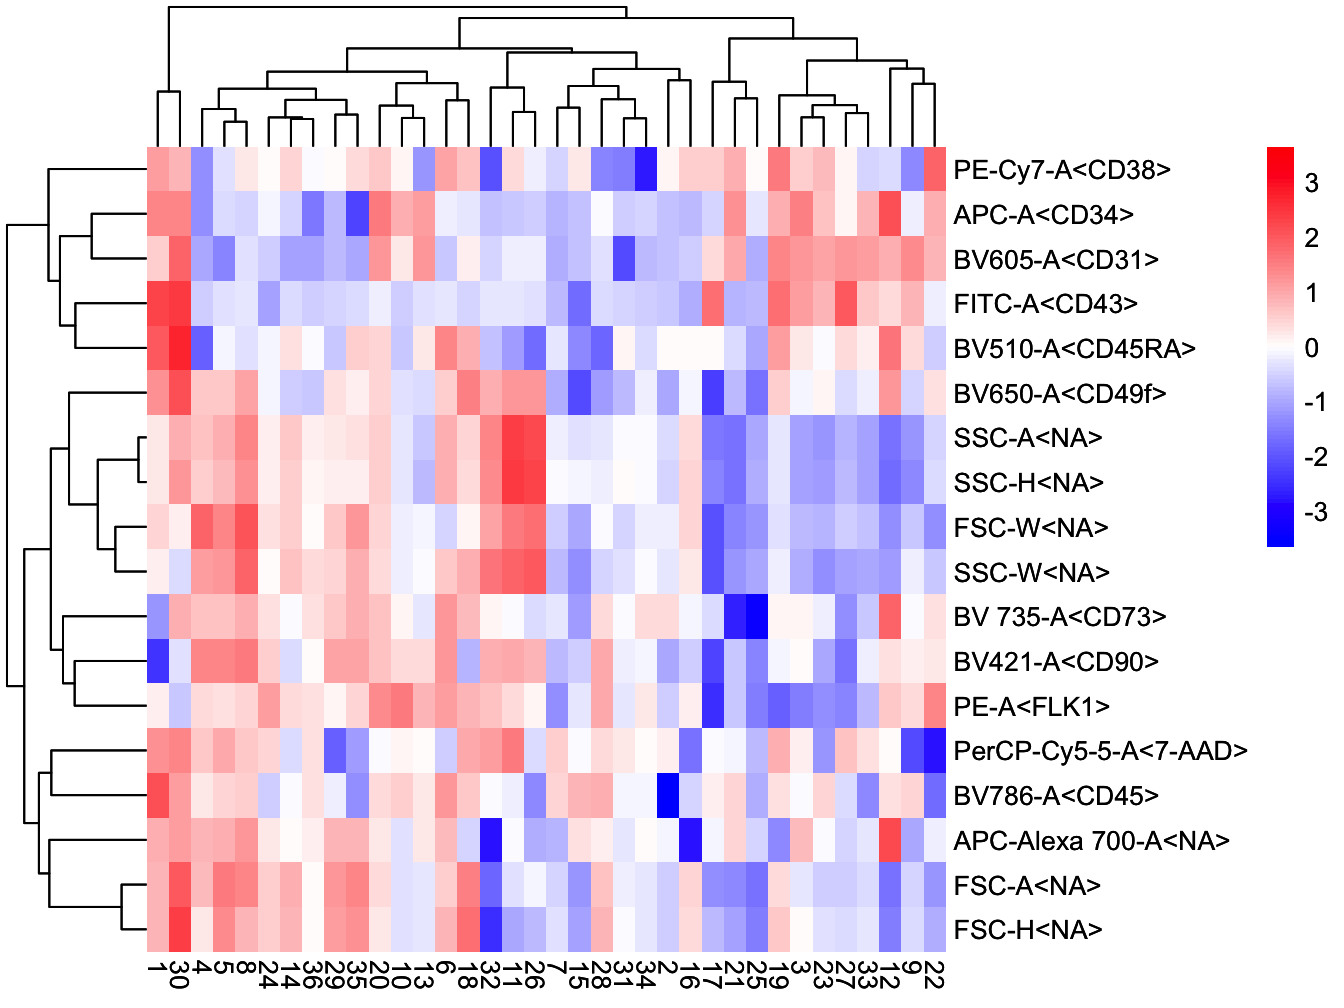 PE-Cy7-A<CD38>
APC-A<CD34>
BV605-A<CD31>
FITC-A<CD43>
BV510-A<CD45RA>
BV650-A<CD49f>
SSC-A<NA>
SSC-H<NA>
FSC-W<NA>
SSC-W<NA>
BV 735-A<CD73>
BV421-A<CD90>
PE-A<FLK1>
PerCP-Cy5-5-A<7-AAD>
BV786-A<CD45>
APC-Alexa 700-A<NA>
FSC-A<NA>
FSC-H<NA>
3
2
1
0
-1
-2
-3
1 30 4 5 8 24 14 36 29 35 20 10 13 6 18 32 11 26 7 15 28 31 34 2 16 17 21 25 19 3 23 27 33 12 9 22